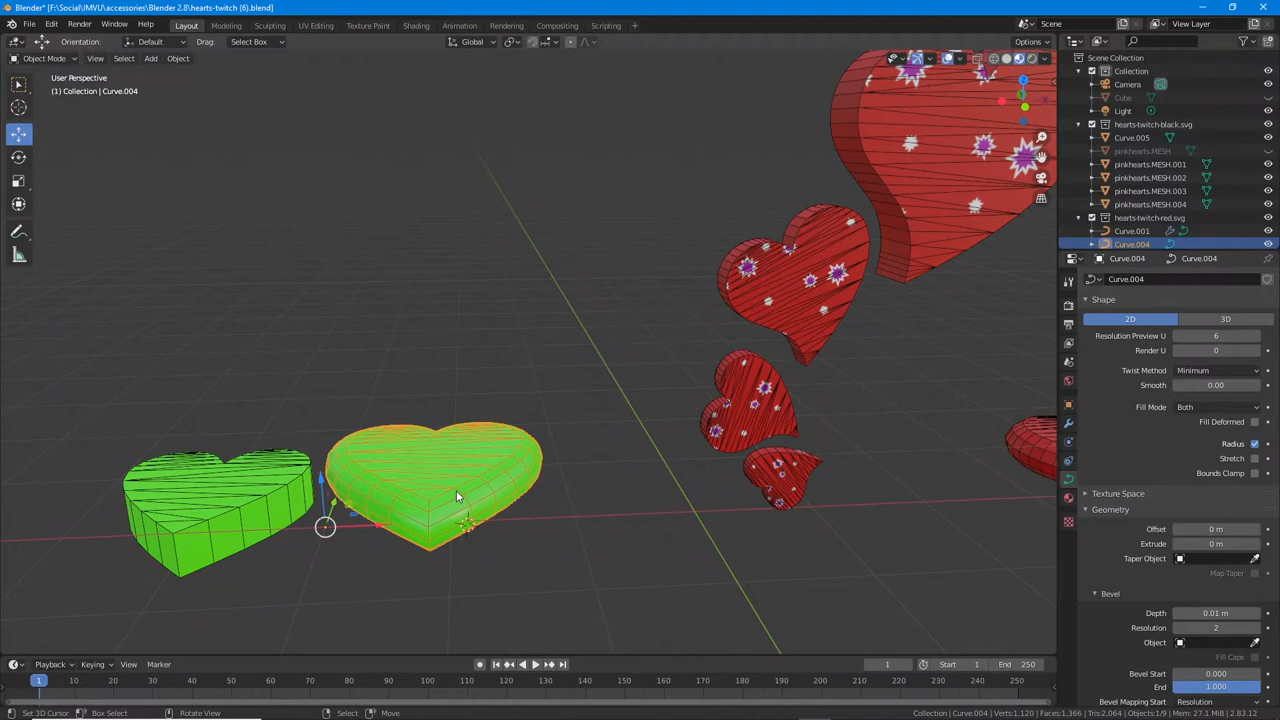 Blender* [F:\Social\IMVU\accessories\Blender 2.8\hearts-twitch (6).blend]
File Edit Render Window Help Layout Modeling Sculpting UV Editing Texture Paint Shading Animation Rendering Compositing Scripting + Scene View Layer
Orientation: Default Drag: Select Box Global Options
Object Mode View Select Add Object
User Perspective
(1) Collection | Curve.004
Z
Scene Collection
Collection
Camera
Cube
Light
hearts-twitch-black.svg
Curve.005
pinkhearts.MESH
pinkhearts.MESH.001
pinkhearts.MESH.002
pinkhearts.MESH.003
pinkhearts.MESH.004
hearts-twitch-red.svg
Curve.001
Curve.004
Curve.004 Curve.004
Curve.004
Shape
2D 3D
Resolution Preview U 6
Render U 0
Twist Method Minimum
Smooth 0.00
Fill Mode Both
Fill Deformed
Radius
Stretch
Bounds Clamp
Texture Space
Geometry
Offset 0 m
Extrude 0 m
Taper Object
Map Taper
Bevel
Depth 0.01 m
Resolution 2
Object
Fill Caps
Bevel Start 0.000
End 1.000
Bevel Mapping Start Resolution
Playback Keying View Marker 1 Start 1 End 250
1 10 20 30 40 50 60 70 80 90 100 110 120 130 140 150 160 170 180 190 200 210 220 230 240 250
Set 3D Cursor Box Select Rotate View Select Move Collection | Curve.004 | Verts:1,120 | Faces:1,366 | Tris:2,064 | Objects:1/9 | Mem: 27.1 MiB | 2.83.12